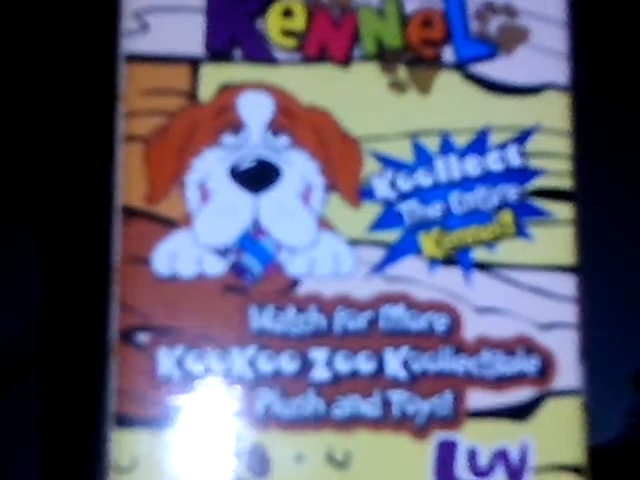 KeNNeL
Koollect
The Entire
Kennel!
Watch for More
KooKoo Zoo Koollectible
Plush and Toys!
Luv